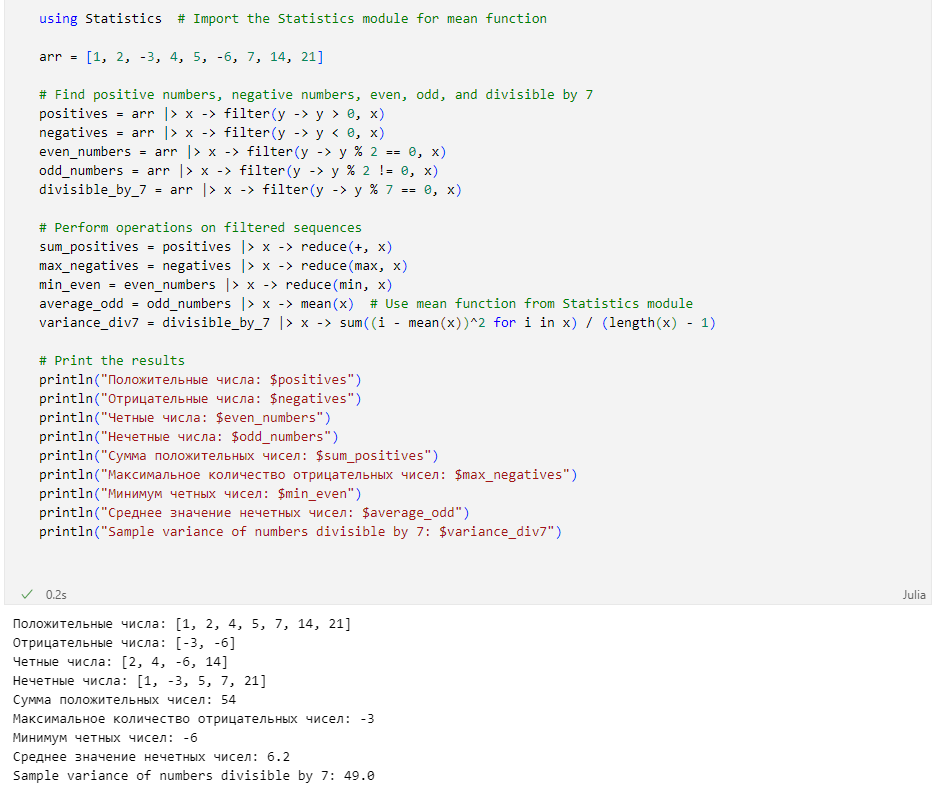 using Statistics  # Import the Statistics module for mean function
arr = [1, 2, -3, 4, 5, -6, 7, 14, 21]
# Find positive numbers, negative numbers, even, odd, and divisible by 7
positives = arr |> x -> filter(y -> y > 0, x)
negatives = arr |> x -> filter(y -> y < 0, x)
even_numbers = arr |> x -> filter(y -> y % 2 == 0, x)
odd_numbers = arr |> x -> filter(y -> y % 2 != 0, x)
divisible_by_7 = arr |> x -> filter(y -> y % 7 == 0, x)
# Perform operations on filtered sequences
sum_positives = positives |> x -> reduce(+, x)
max_negatives = negatives |> x -> reduce(max, x)
min_even = even_numbers |> x -> reduce(min, x)
average_odd = odd_numbers |> x -> mean(x)  # Use mean function from Statistics module
variance_div7 = divisible_by_7 |> x -> sum((i - mean(x))^2 for i in x) / (length(x) - 1)
# Print the results
println("Положительные числа: $positives")
println("Отрицательные числа: $negatives")
println("Четные числа: $even_numbers")
println("Нечетные числа: $odd_numbers")
println("Сумма положительных чисел: $sum_positives")
println("Максимальное количество отрицательных чисел: $max_negatives")
println("Минимум четных чисел: $min_even")
println("Среднее значение нечетных чисел: $average_odd")
println("Sample variance of numbers divisible by 7: $variance_div7")
✓ 0.2s Julia
Положительные числа: [1, 2, 4, 5, 7, 14, 21]
Отрицательные числа: [-3, -6]
Четные числа: [2, 4, -6, 14]
Нечетные числа: [1, -3, 5, 7, 21]
Сумма положительных чисел: 54
Максимальное количество отрицательных чисел: -3
Минимум четных чисел: -6
Среднее значение нечетных чисел: 6.2
Sample variance of numbers divisible by 7: 49.0